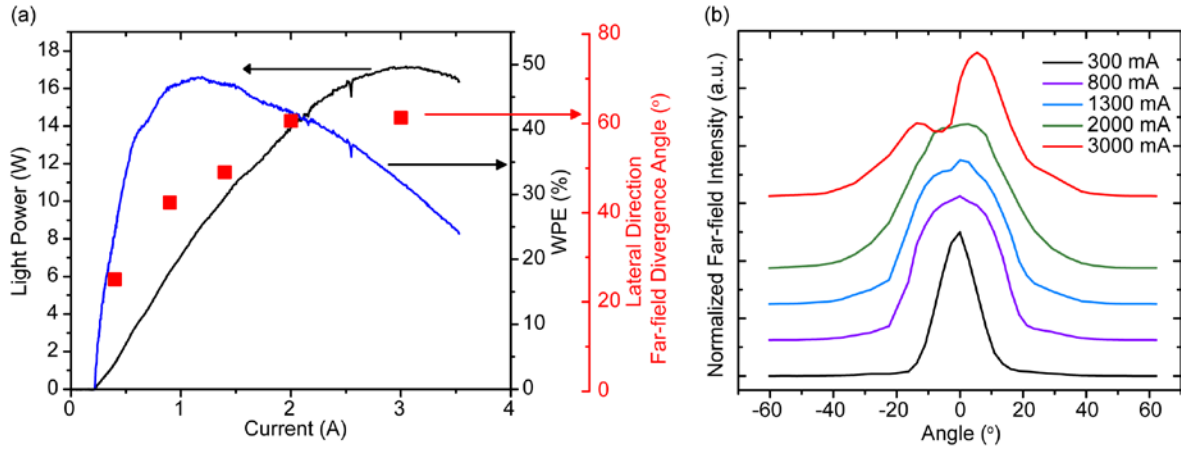 (a)
18
16
14
12
10
8
6
4
2
0
Light Power (W)
0
1
2
3
4
Current (A)
50
40
30
20
10
0
WPE (%)
80
60
40
20
0
Lateral Direction
Far-field Divergence Angle (o)
(b)
Normalized Far-field Intensity (a.u.)
300 mA
800 mA
1300 mA
2000 mA
3000 mA
-60
-40
-20
0
20
40
60
Angle (o)